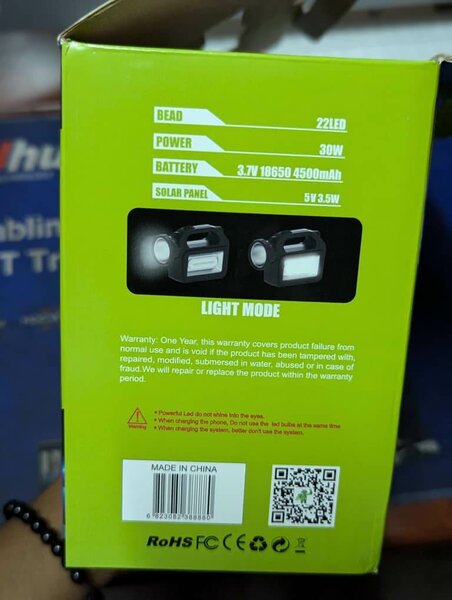 BEAD 22LED
POWER 30W
BATTERY 3.7V 18650 4500mAh
SOLAR PANEL 5V 3.5W
LIGHT MODE
Warranty: One Year, this warranty covers product failure from
normal use and is void if the product has been tampered with,
repaired, modified, submersed in water, abused or in case of
fraud.We will repair or replace the product within the warranty
period.
Warning
• Powerful Led do not shine into the eyes.
• When charging the phone, Do not use the led bulbs at the same time
• When charging the system, better don't use the system.
MADE IN CHINA
6 923082 388880
RoHS FC CE